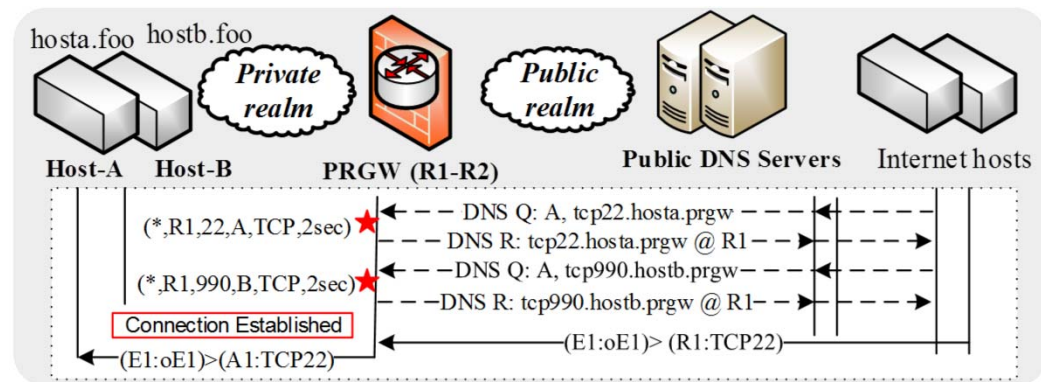 hosta.foo hostb.foo
Private realm
Public realm
Host-A Host-B
PRGW (R1-R2)
Public DNS Servers
Internet hosts
DNS Q: A, tcp22.hosta.prgw
(*,R1,22,A,TCP,2sec)
DNS R: tcp22.hosta.prgw @ R1
DNS Q: A, tcp990.hostb.prgw
(*,R1,990,B,TCP,2sec)
DNS R: tcp990.hostb.prgw @ R1
Connection Established
(E1:oE1)> (R1:TCP22)
(E1:oE1)>(A1:TCP22)